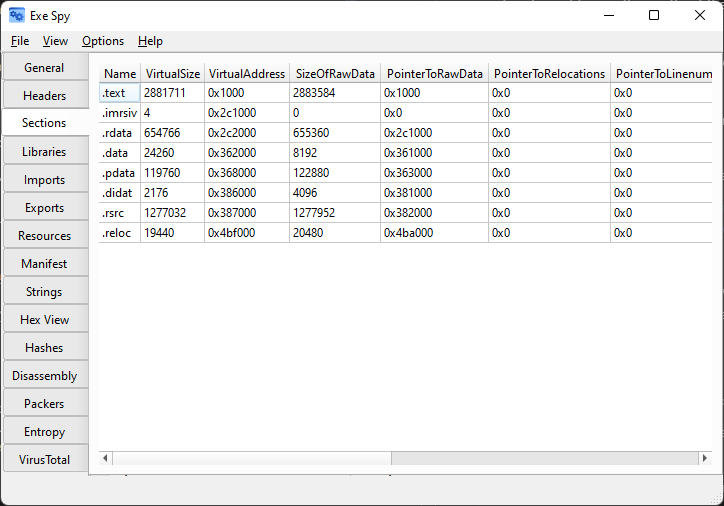 Exe Spy
File View Options Help
General
Headers
Sections
Libraries
Imports
Exports
Resources
Manifest
Strings
Hex View
Hashes
Disassembly
Packers
Entropy
VirusTotal
Name VirtualSize VirtualAddress SizeOfRawData PointerToRawData PointerToRelocations PointerToLinenum
.text 2881711 0x1000 2883584 0x1000 0x0 0x0
.imrsiv 4 0x2c1000 0 0x0 0x0 0x0
.rdata 654766 0x2c2000 655360 0x2c1000 0x0 0x0
.data 24260 0x362000 8192 0x361000 0x0 0x0
.pdata 119760 0x368000 122880 0x363000 0x0 0x0
.didat 2176 0x386000 4096 0x381000 0x0 0x0
.rsrc 1277032 0x387000 1277952 0x382000 0x0 0x0
.reloc 19440 0x4bf000 20480 0x4ba000 0x0 0x0